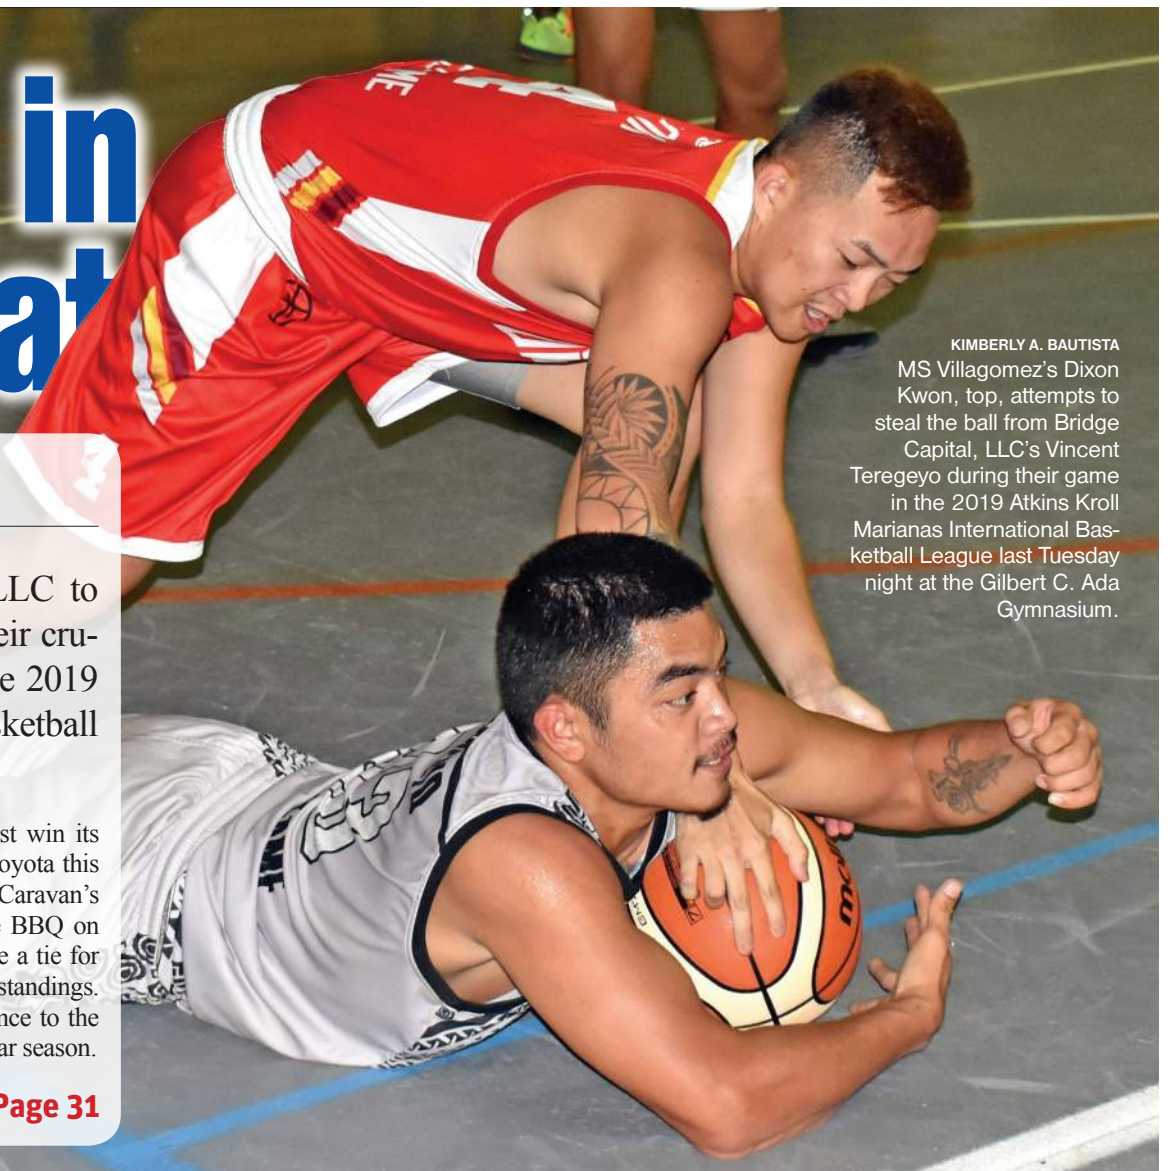 in
at
LLC to
eir cru-
e 2019
sketball
st win its
oyota this
Caravan's
BBQ on
e a tie for
standings.
nce to the
ar season.
Page 31
KIMBERLY A. BAUTISTA
MS Villagomez's Dixon
Kwon, top, attempts to
steal the ball from Bridge
Capital, LLC's Vincent
Teregeyo during their game
in the 2019 Atkins Kroll
Marianas International Bas-
ketball League last Tuesday
night at the Gilbert C. Ada
Gymnasium.
4